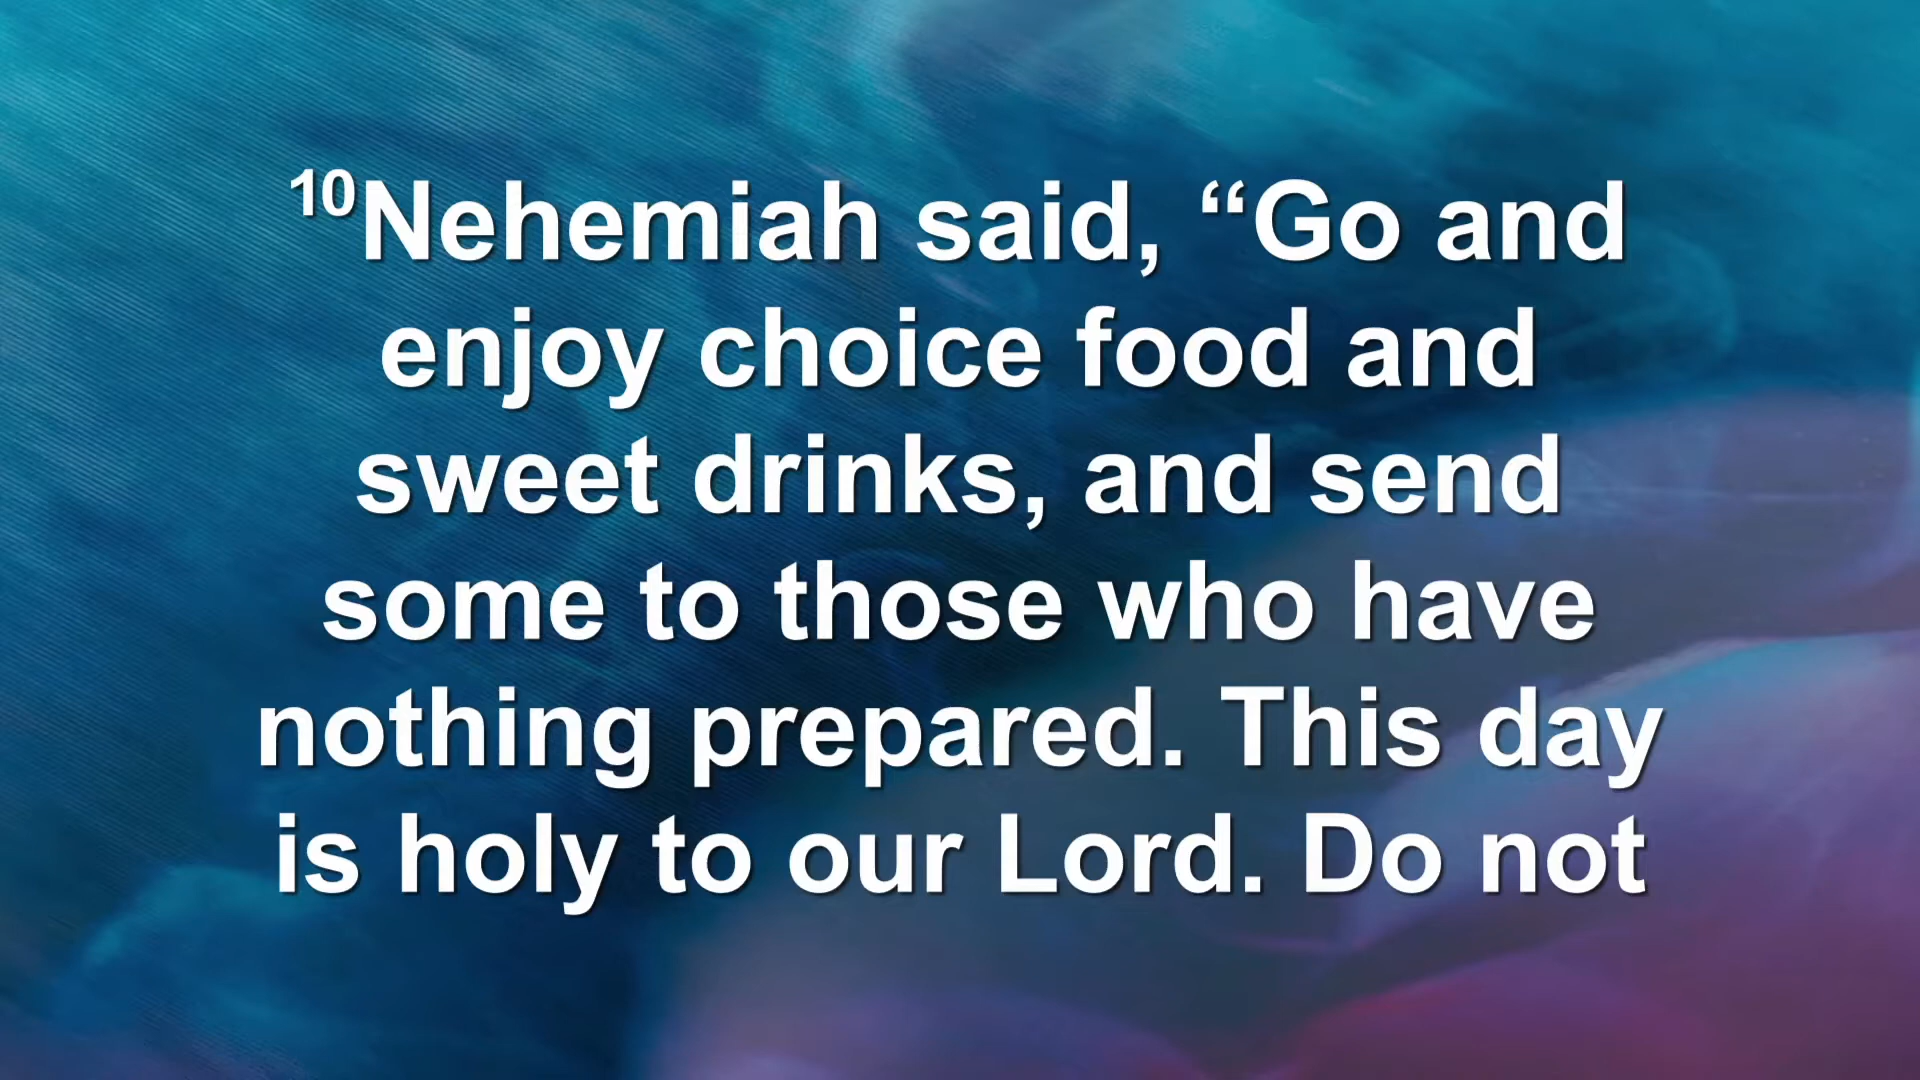 ¹⁰Nehemiah said, “Go and
enjoy choice food and
sweet drinks, and send
some to those who have
nothing prepared. This day
is holy to our Lord. Do not